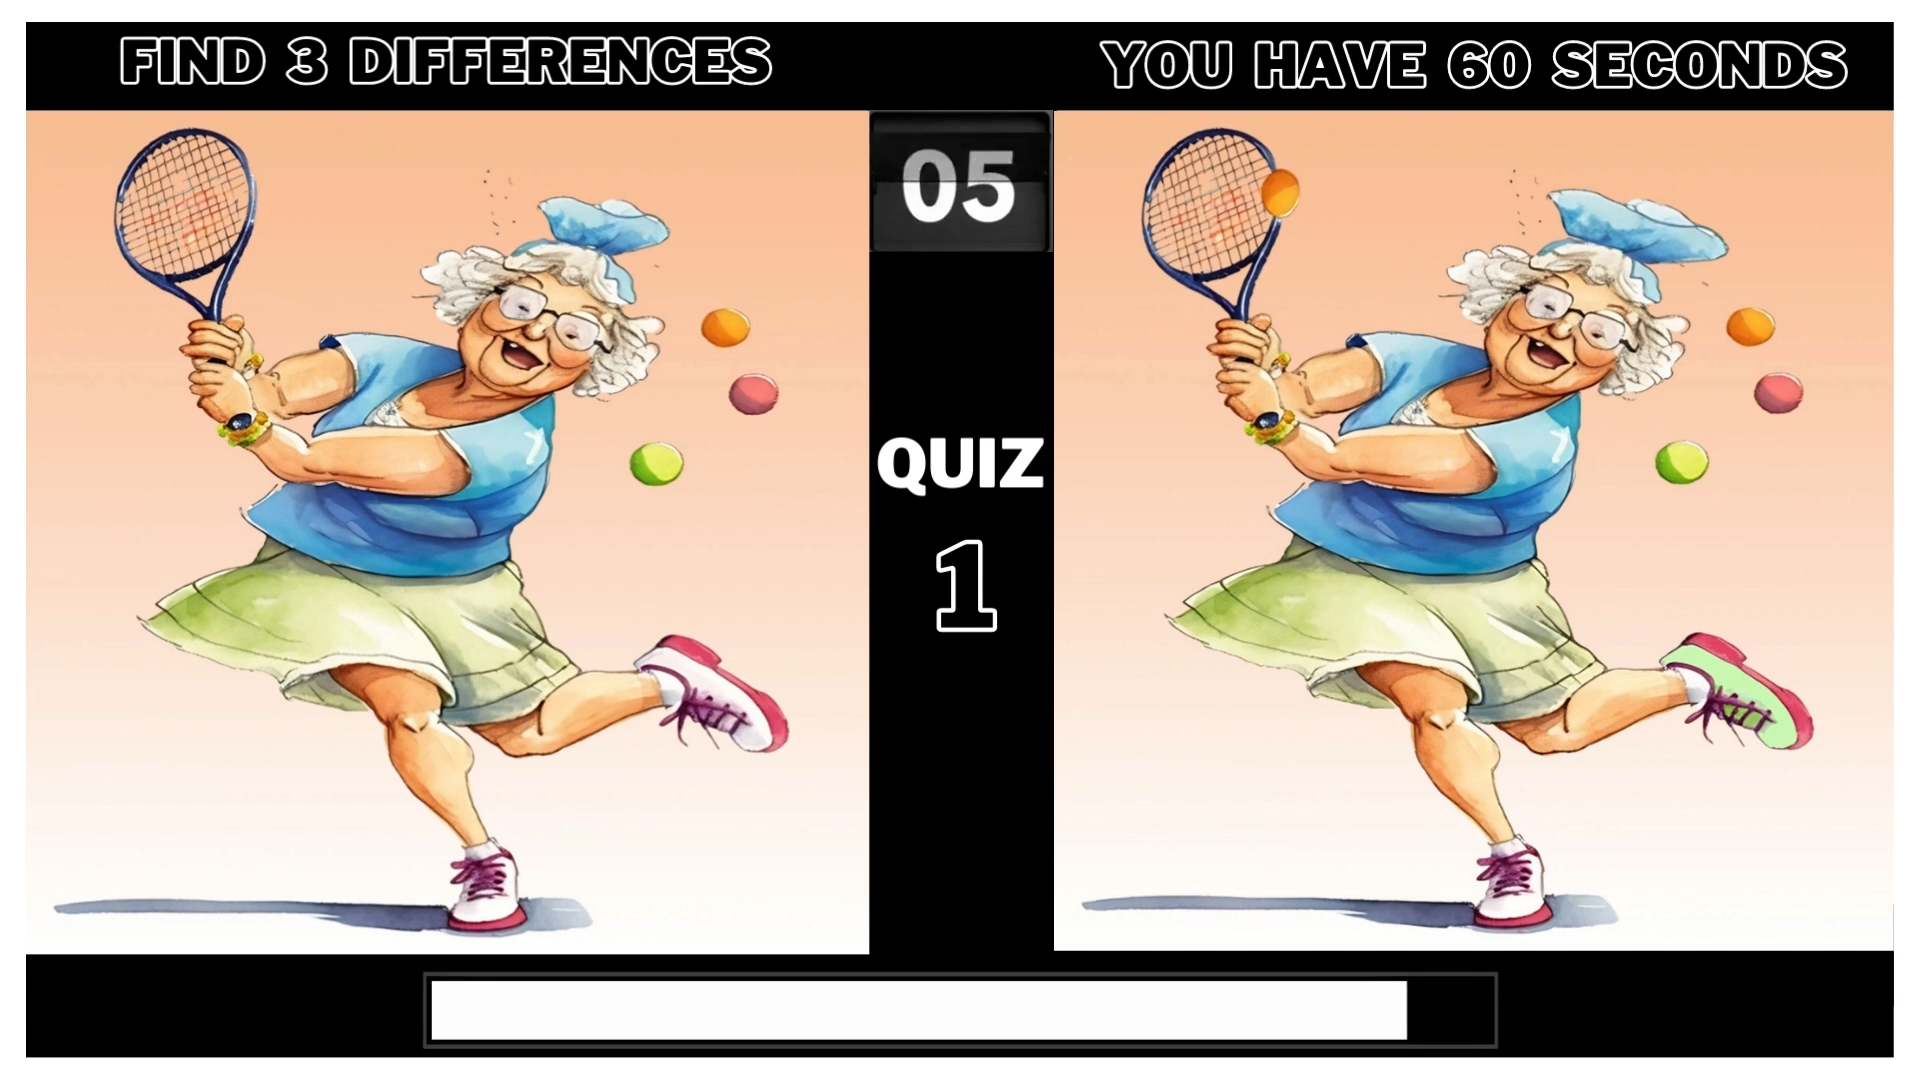 FIND 3 DIFFERENCES
YOU HAVE 60 SECONDS
05
QUIZ
1